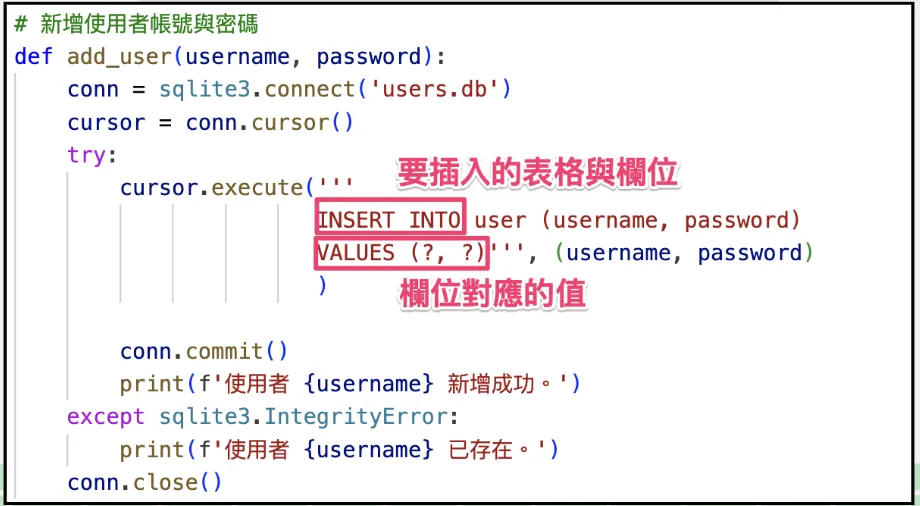 # 新增使用者帳號與密碼
def add_user(username, password):
    conn = sqlite3.connect('users.db')
    cursor = conn.cursor()
    try:
要插入的表格與欄位
        cursor.execute('''
                       INSERT INTO user (username, password)
                       VALUES (?, ?)''', (username, password)
                       )
欄位對應的值
        conn.commit()
        print(f'使用者 {username} 新增成功。')
    except sqlite3.IntegrityError:
        print(f'使用者 {username} 已存在。')
    conn.close()